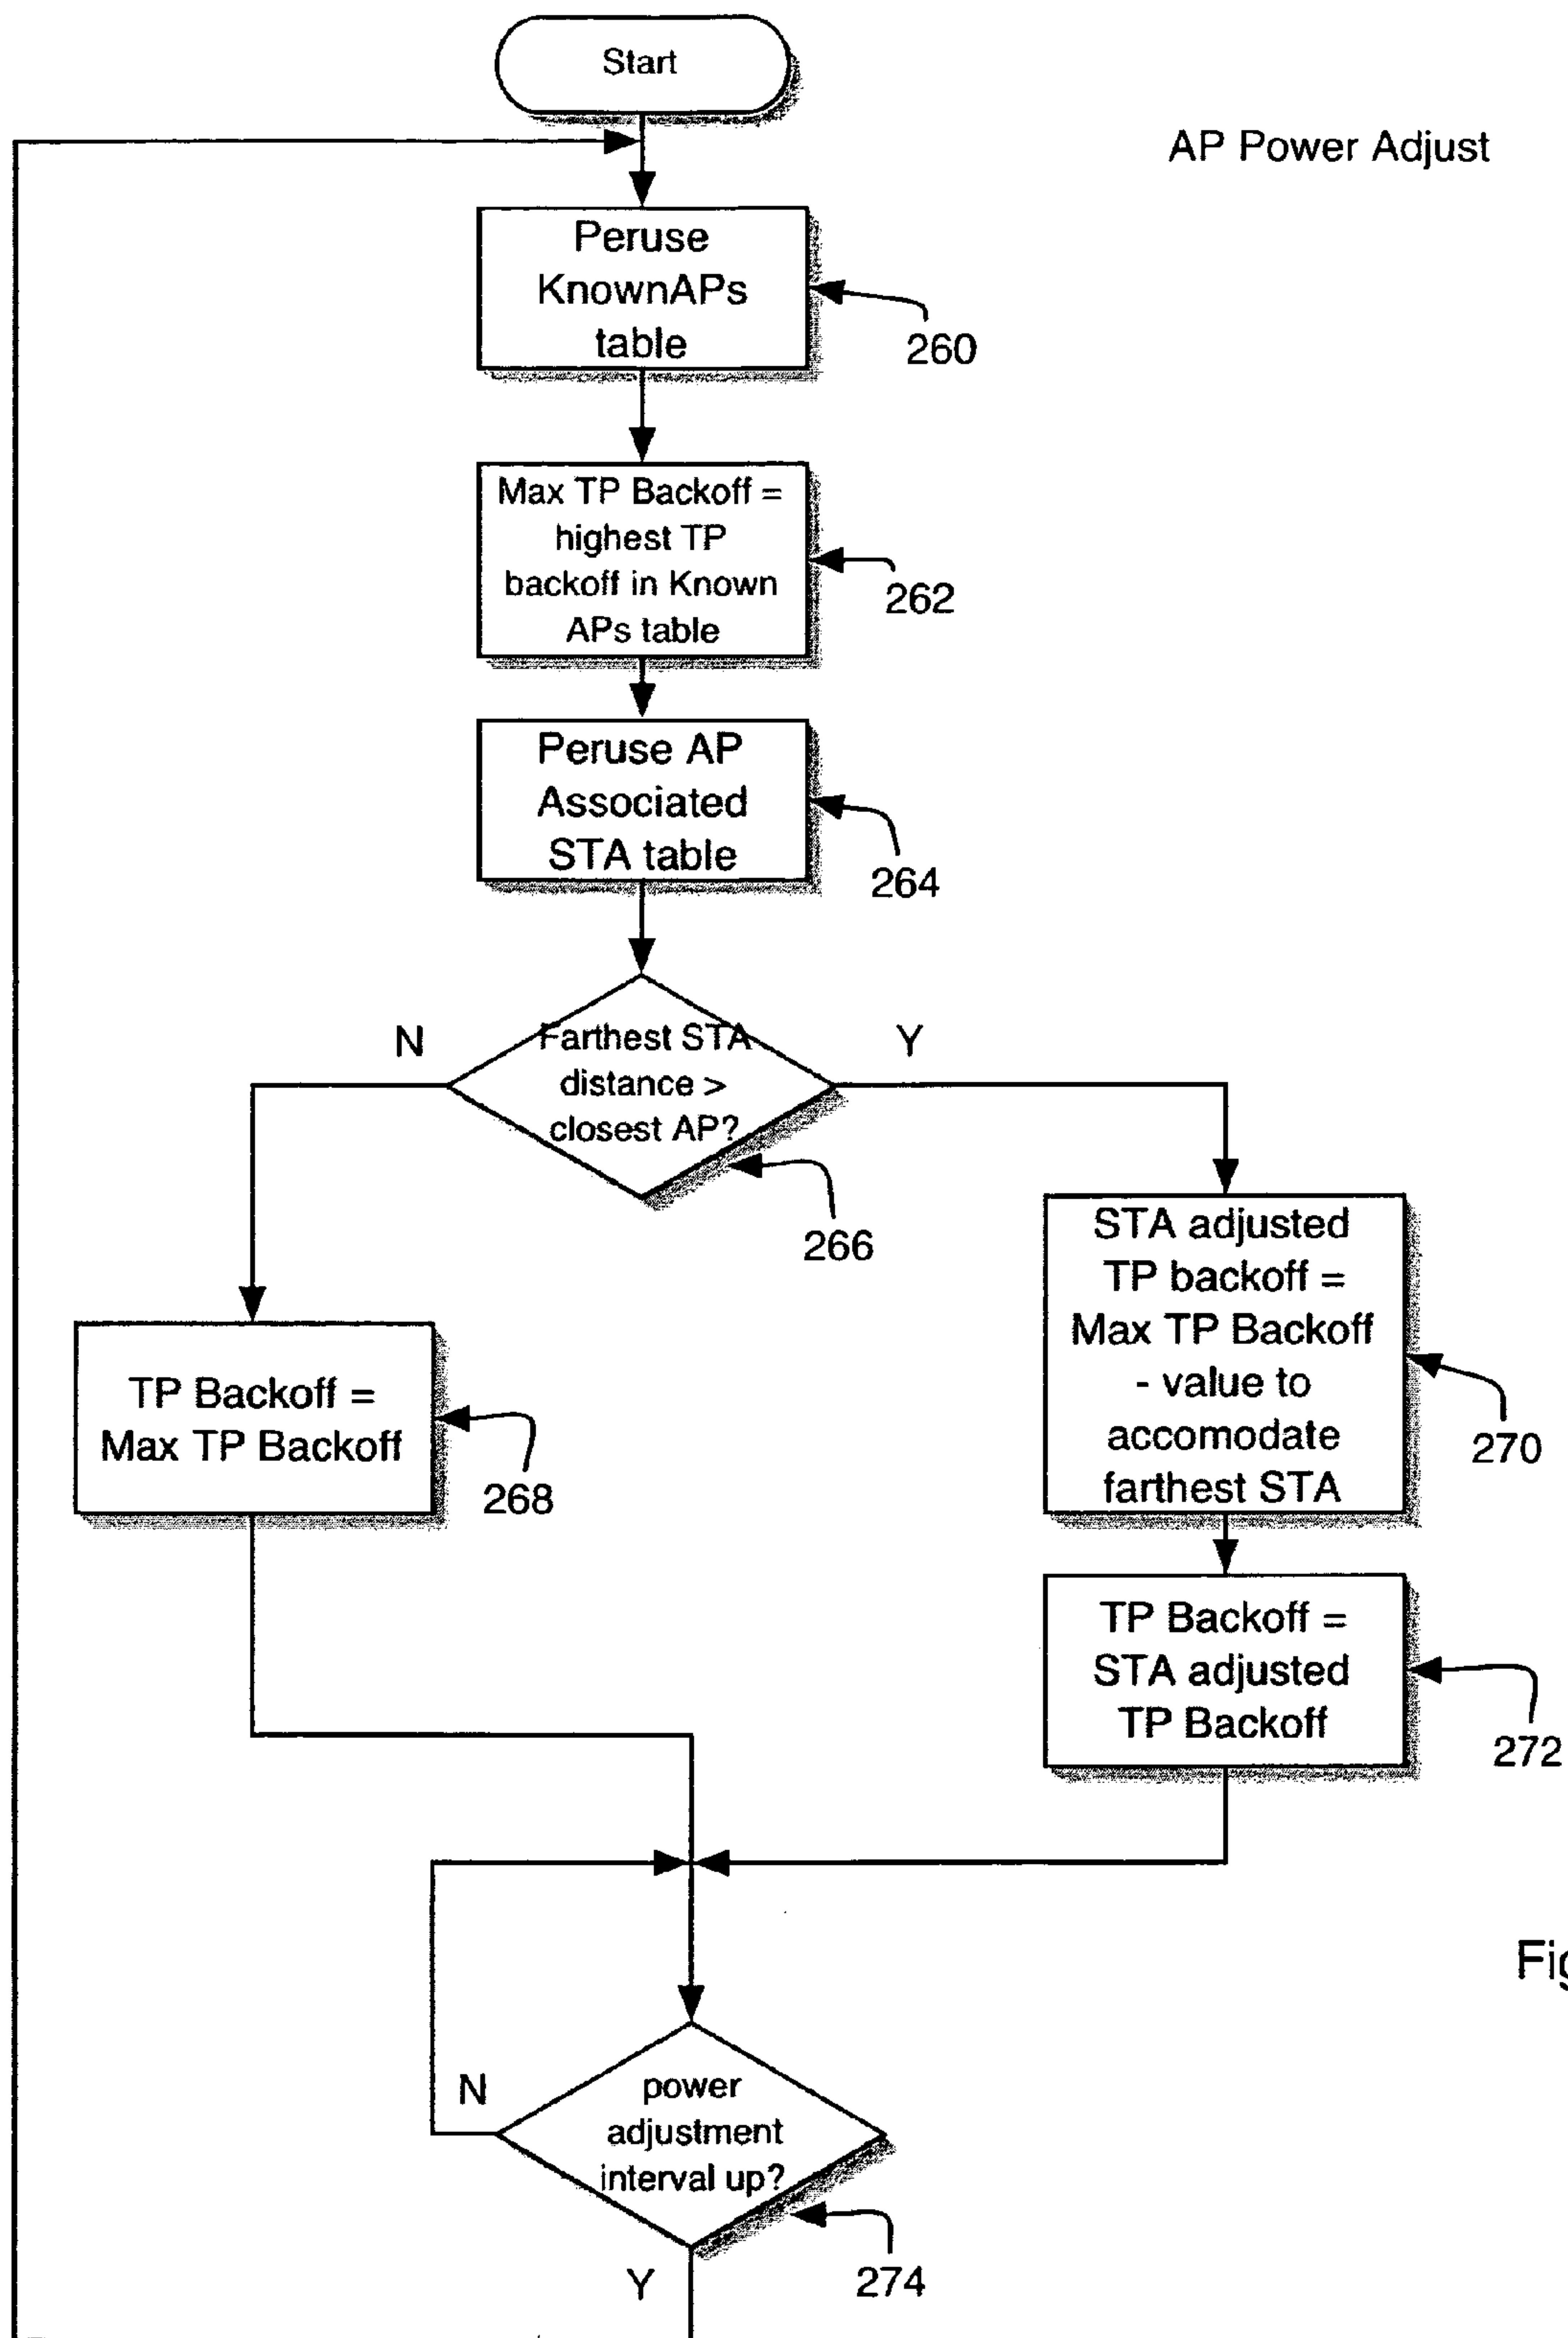 Start
AP Power Adjust
Peruse
KnownAPs
table
260
Max TP Backoff =
highest TP
backoff in Known
APs table
262
Peruse AP
Associated
STA table
264
N
Farthest STA
distance >
closest AP?
Y
266
STA adjusted
TP backoff =
Max TP Backoff
- value to
accomodate
farthest STA
270
TP Backoff =
Max TP Backoff
268
TP Backoff =
STA adjusted
TP Backoff
272
N
power
adjustment
interval up?
274
Y